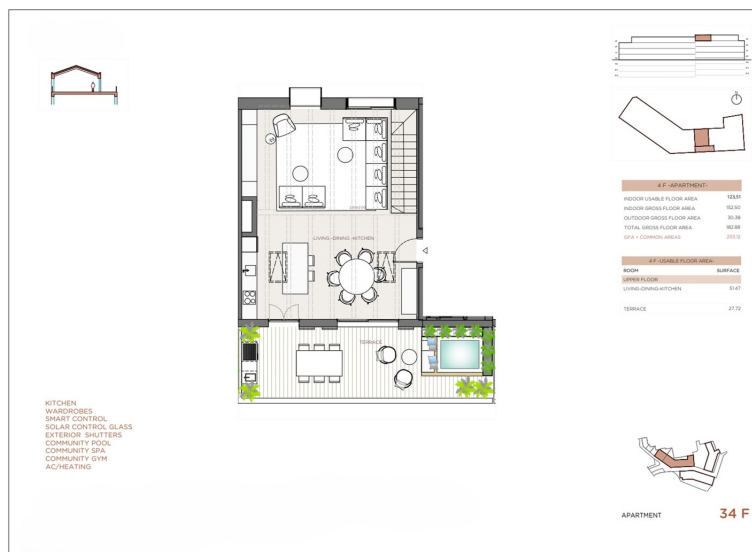 4 F -APARTMENT-
INDOOR USABLE FLOOR AREA 123,51
INDOOR GROSS FLOOR AREA 152.50
OUTDOOR GROSS FLOOR AREA 30.38
TOTAL GROSS FLOOR AREA 182.88
GFA + COMMON AREAS
4 F -USABLE FLOOR AREA-
ROOM SURFACE
UPPER FLOOR
LIVING-DINING-KITCHEN 51.47
TERRACE 27.72
LIVING -DINING -KITCHEN
TERRACE
KITCHEN
WARDROBES
SMART CONTROL
SOLAR CONTROL GLASS
EXTERIOR SHUTTERS
COMMUNITY POOL
COMMUNITY SPA
COMMUNITY GYM
AC/HEATING
APARTMENT 34 F